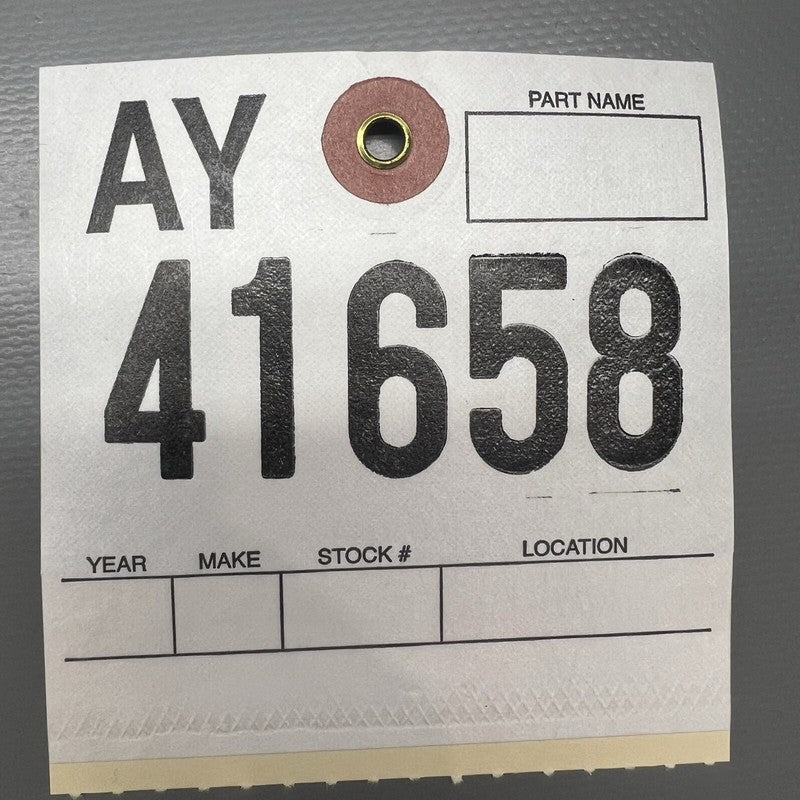 AY
PART NAME
41658
YEAR MAKE STOCK # LOCATION